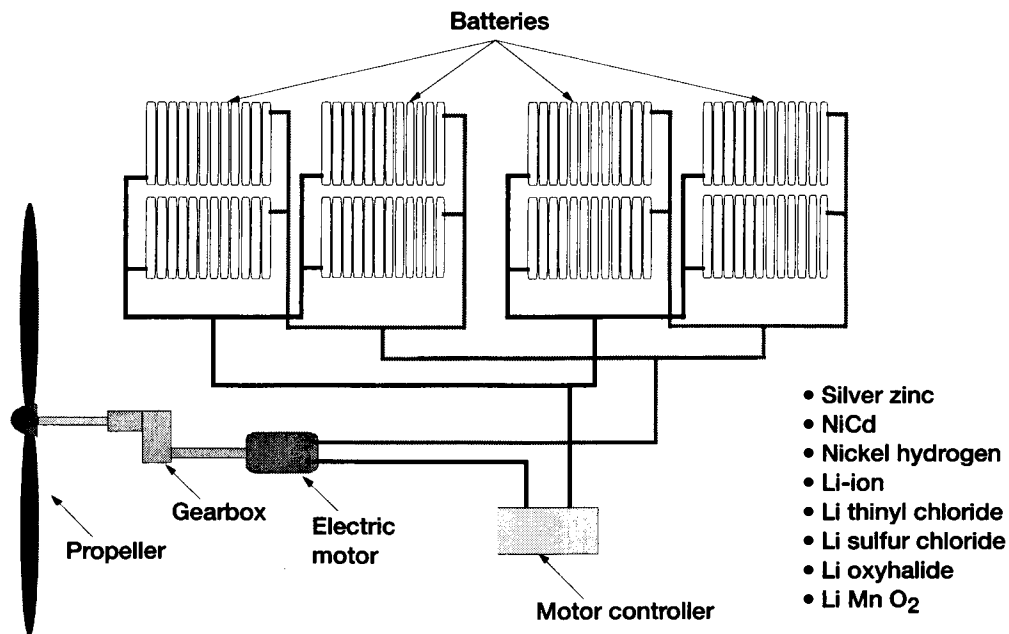 Batteries
• Silver zinc
• NiCd
• Nickel hydrogen
• Li-ion
• Li thinyl chloride
• Li sulfur chloride
• Li oxyhalide
• Li Mn O₂
Gearbox
Electric
motor
Propeller
Motor controller